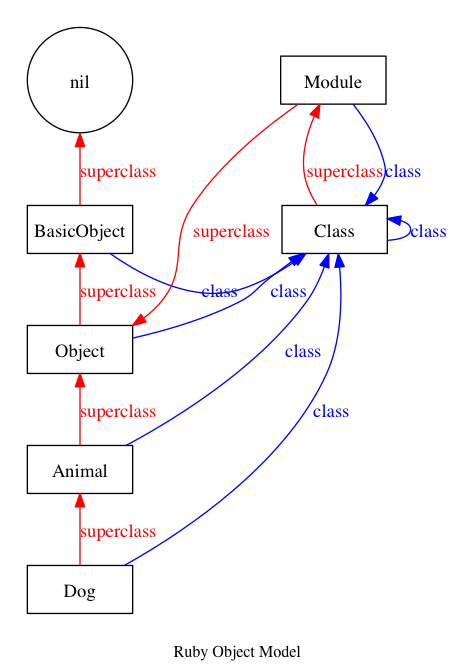 nil
Module
superclass
superclass
class
BasicObject
Class
superclass
class
superclass
class
class
Object
class
superclass
class
Animal
superclass
Dog
Ruby Object Model